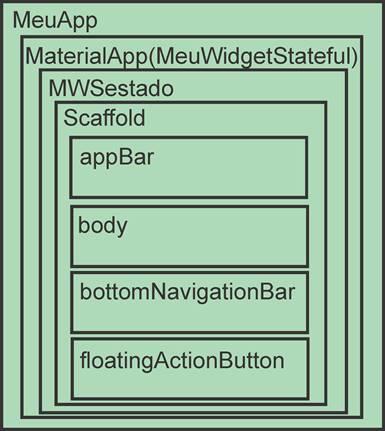 MeuApp
MaterialApp(MeuWidgetStateful)
MWSestado
Scaffold
appBar
body
bottomNavigationBar
floatingActionButton